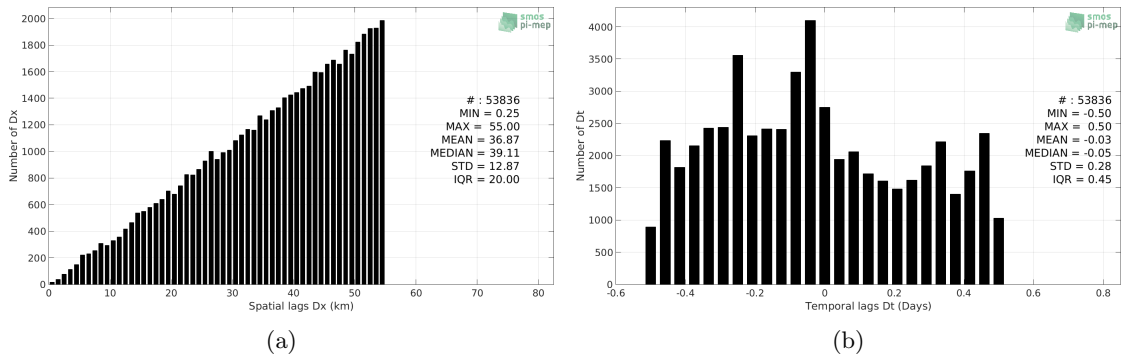 smos
pi-mep
Number of Dx
2000
1800
1600
1400
1200
1000
800
600
400
200
0
# : 53836
MIN = 0.25
MAX = 55.00
MEAN = 36.87
MEDIAN = 39.11
STD = 12.87
IQR = 20.00
0 10 20 30 40 50 60 70 80
Spatial lags Dx (km)
(a)
smos
pi-mep
Number of Dt
4000
3500
3000
2500
2000
1500
1000
500
0
# : 53836
MIN = -0.50
MAX = 0.50
MEAN = -0.03
MEDIAN = -0.05
STD = 0.28
IQR = 0.45
-0.6 -0.4 -0.2 0 0.2 0.4 0.6 0.8
Temporal lags Dt (Days)
(b)